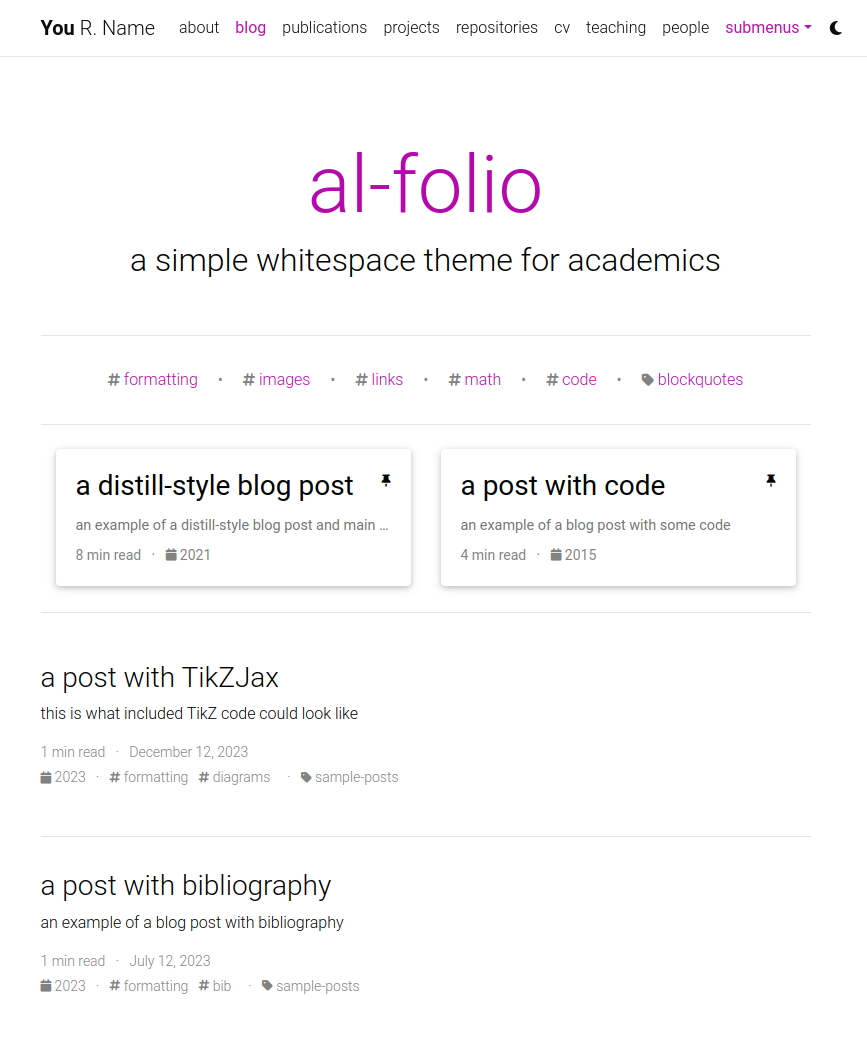 You R. Name about blog publications projects repositories cv teaching people submenus
al-folio
a simple whitespace theme for academics
# formatting • # images • # links • # math • # code • blockquotes
a distill-style blog post
an example of a distill-style blog post and main ...
8 min read · 2021
a post with code
an example of a blog post with some code
4 min read · 2015
a post with TikZJax
this is what included TikZ code could look like
1 min read · December 12, 2023
2023 · # formatting # diagrams · sample-posts
a post with bibliography
an example of a blog post with bibliography
1 min read · July 12, 2023
2023 · # formatting # bib · sample-posts